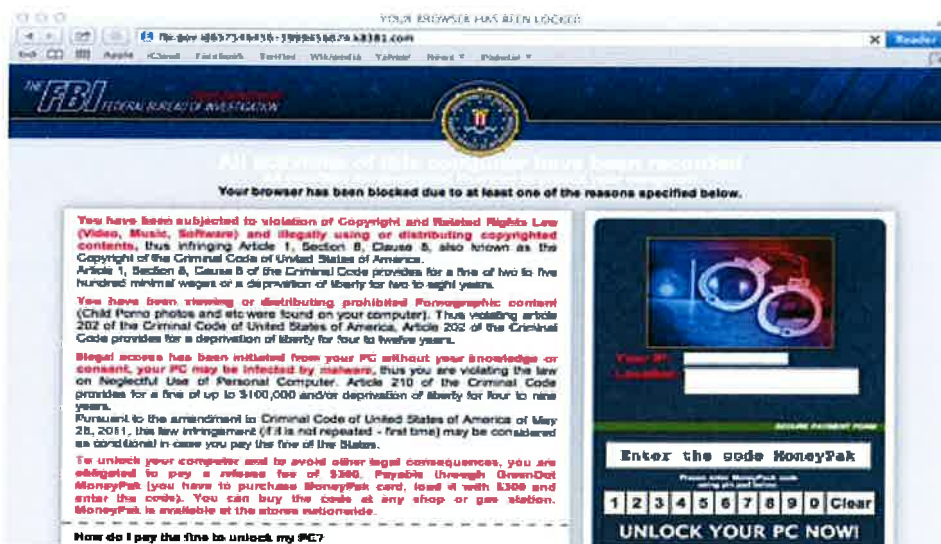 YOUR BROWSER HAS BEEN LOCKED
Reader
Apple iCloud Facebook Twitter Wikipedia Yahoo! News Popular
THE FBI FEDERAL BUREAU OF INVESTIGATION
All activities of this computer have been recorded
Your browser has been blocked due to at least one of the reasons specified below.
You have been subjected to violation of Copyright and Related Rights Law
(Video, Music, Software) and illegally using or distributing copyrighted
contents, thus infringing Article 1, Section 8, Clause 8, also known as the
Copyright of the Criminal Code of United States of America.
Article 1, Section 8, Clause 8 of the Criminal Code provides for a fine of two to five
hundred minimal wages or a deprivation of liberty for two to eight years.
You have been viewing or distributing prohibited Pornographic content
(Child Porno photos and etc were found on your computer). Thus violating article
202 of the Criminal Code of United States of America, Article 202 of the Criminal
Code provides for a deprivation of liberty for four to twelve years.
Illegal access has been initiated from your PC without your knowledge or
consent, your PC may be infected by malware, thus you are violating the law
on Neglectful Use of Personal Computer. Article 210 of the Criminal Code
provides for a fine of up to $100,000 and/or deprivation of liberty for four to nine
years.
Pursuant to the amendment to Criminal Code of United States of America of May
28, 2011, this law infringement (if it is not repeated - first time) may be considered
as conditional in case you pay the fine of the States.
To unlock your computer and to avoid other legal consequences, you are
obligated to pay a release fee of $300. Payable through GreenDot
MoneyPak (you have to purchase MoneyPak card, load it with $300 and
enter the code). You can buy the code at any shop or gas station.
MoneyPak is available at the stores nationwide.
How do I pay the fine to unlock my PC?
Your IP:
Location:
SECURE PAYMENT FORM
Enter the code MoneyPak
Please enter MoneyPak code
using pin pad below
1 2 3 4 5 6 7 8 9 0 Clear
UNLOCK YOUR PC NOW!